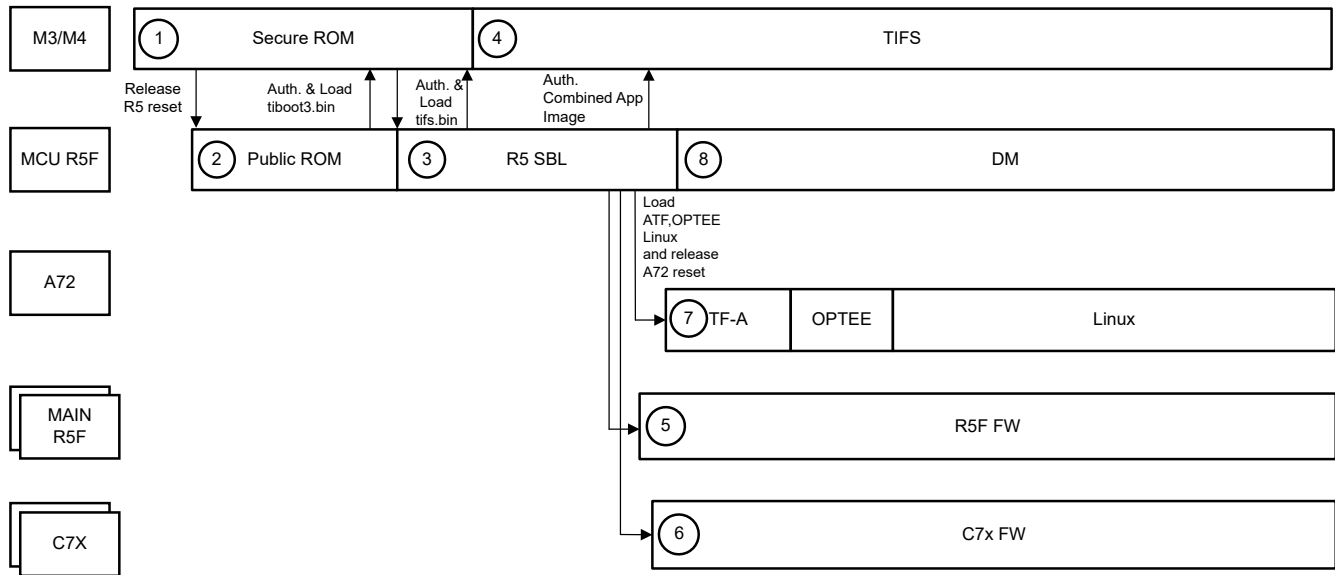 M3/M4
1
Secure ROM
4
TIFS
Release
R5 reset
Auth. & Load
tiboot3.bin
Auth. &
Load
tifs.bin
Auth.
Combined App
Image
MCU R5F
2
Public ROM
3
R5 SBL
8
DM
Load
ATF,OPTEE
Linux
and release
A72 reset
A72
7
TF-A
OPTEE
Linux
MAIN
R5F
5
R5F FW
C7X
6
C7x FW